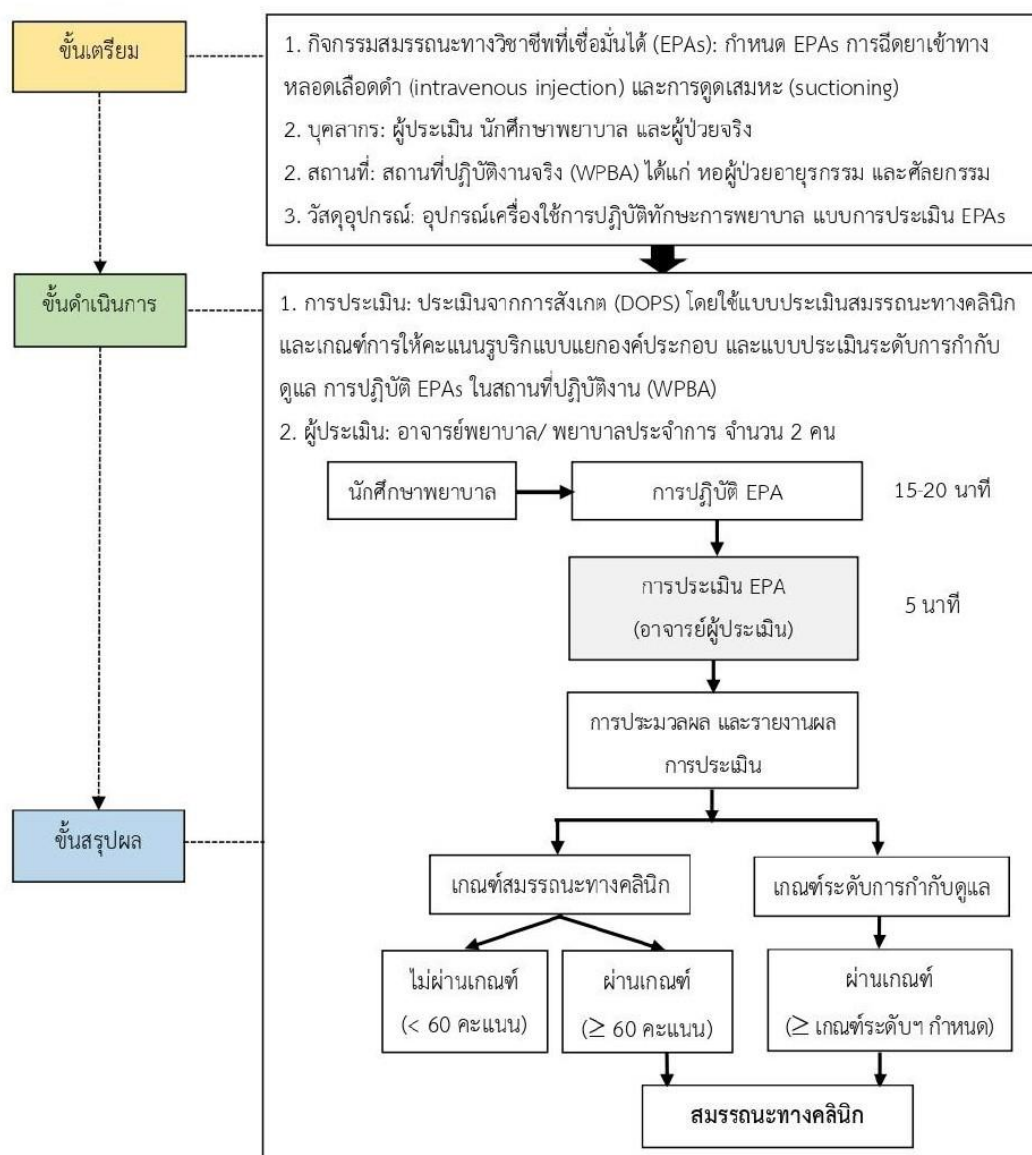 ขั้นเตรียม
1. กิจกรรมสมรรถนะทางวิชาชีพที่เชื่อมั่นได้ (EPAs): กำหนด EPAs การฉีดยาเข้าทาง
หลอดเลือดดำ (intravenous injection) และการดูดเสมหะ (suctioning)
2. บุคลากร: ผู้ประเมิน นักศึกษาพยาบาล และผู้ป่วยจริง
2. สถานที่: สถานที่ปฏิบัติงานจริง (WPBA) ได้แก่ หอผู้ป่วยอายุรกรรม และศัลยกรรม
3. วัสดุอุปกรณ์: อุปกรณ์เครื่องใช้การปฏิบัติทักษะการพยาบาล แบบการประเมิน EPAs
ขั้นดำเนินการ
1. การประเมิน: ประเมินจากการสังเกต (DOPS) โดยใช้แบบประเมินสมรรถนะทางคลินิก
และเกณฑ์การให้คะแนนรูบริกแบบแยกองค์ประกอบ และแบบประเมินระดับการกำกับ
ดูแล การปฏิบัติ EPAs ในสถานที่ปฏิบัติงาน (WPBA)
2. ผู้ประเมิน: อาจารย์พยาบาล/ พยาบาลประจำการ จำนวน 2 คน
นักศึกษาพยาบาล
การปฏิบัติ EPA
15-20 นาที
การประเมิน EPA
(อาจารย์ผู้ประเมิน)
5 นาที
การประมวลผล และรายงานผล
การประเมิน
ขั้นสรุปผล
เกณฑ์สมรรถนะทางคลินิก
เกณฑ์ระดับการกำกับดูแล
ไม่ผ่านเกณฑ์
(< 60 คะแนน)
ผ่านเกณฑ์
(≥ 60 คะแนน)
ผ่านเกณฑ์
(≥ เกณฑ์ระดับฯ กำหนด)
สมรรถนะทางคลินิก